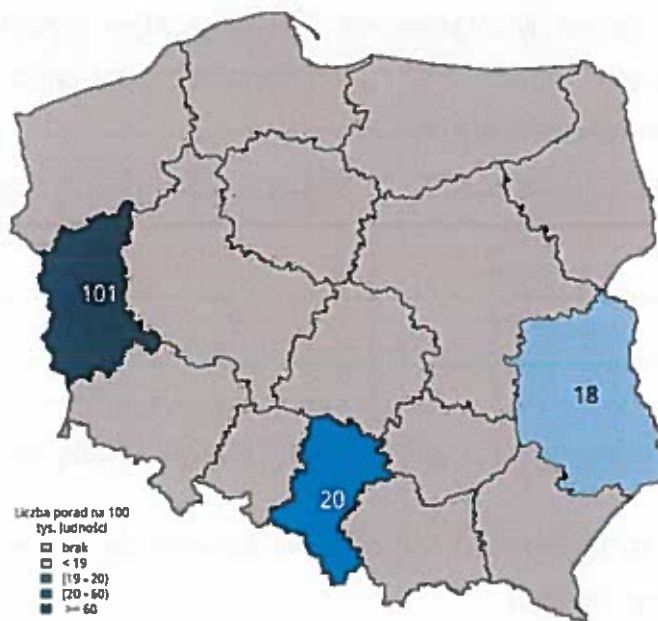 101
18
20
Liczba porad na 100
tys. ludności
brak
< 19
[19 - 20)
[20 - 60)
>= 60